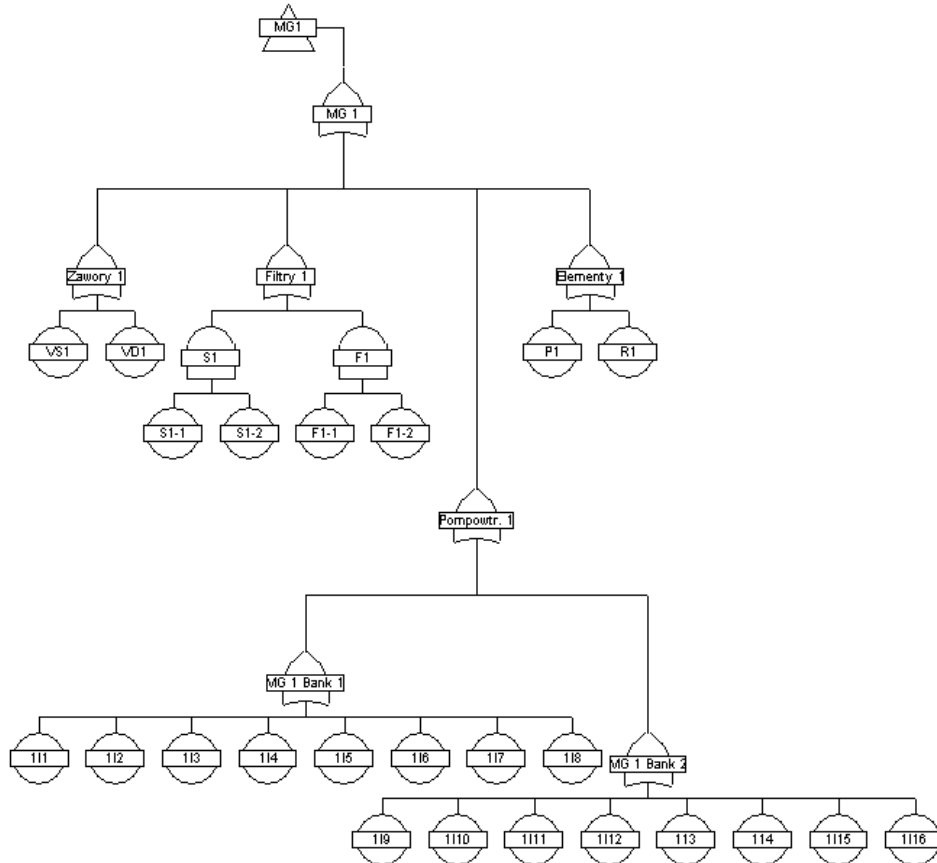 MG1
MG 1
Zawory 1
Filtry 1
Elementy 1
VS1
VD1
S1
F1
P1
R1
S1-1
S1-2
F1-1
F1-2
Pompowtr. 1
MG 1 Bank 1
1I1
1I2
1I3
1I4
1I5
1I6
1I7
1I8
MG 1 Bank 2
1I9
1I10
1I11
1I12
1I13
1I14
1I15
1I16